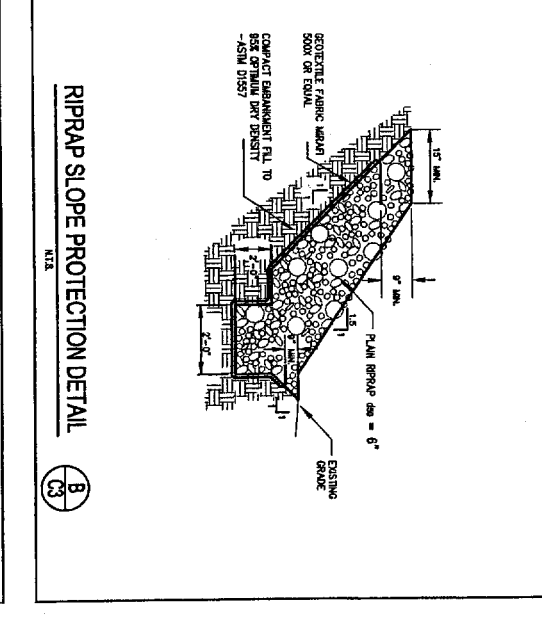 15" MIN.
9" MIN.
GEOTEXTILE FABRIC MIRAFI
500X OR EQUAL
COMPACT EMBANKMENT FILL TO
95% OPTIMUM DRY DENSITY
-ASTM D1557
1
1.5
1
PLAIN RIPRAP d50 = 6"
2'-0"
9" MIN.
2'-0"
1
1
EXISTING
GRADE
RIPRAP SLOPE PROTECTION DETAIL
N.T.S.
B
C3